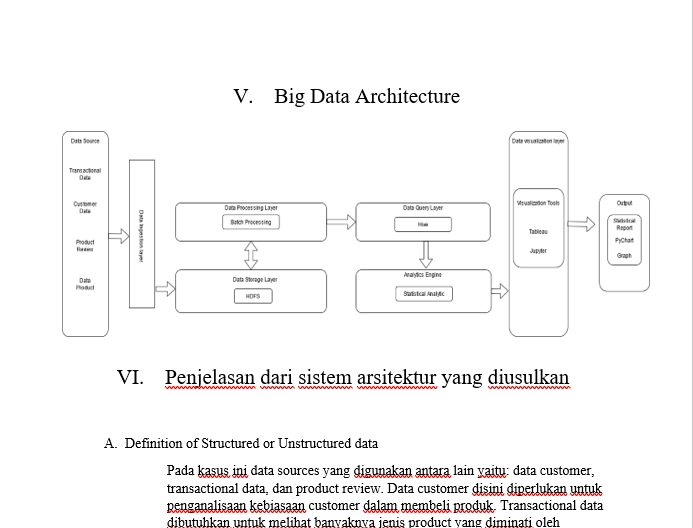 V. Big Data Architecture
Data Source
Transactional
Data
Customer
Data
Product
Review
Data
Product
Data Ingestion layer
Data Processing Layer
Batch Processing
Data Storage Layer
HDFS
Data Query Layer
Hive
Analytics Engine
Statistical Analytic
Data visualization layer
Visualization Tools
Tableau
Jupyter
Output
Statistical
Report
PyChart
Graph
VI. Penjelasan dari sistem arsitektur yang diusulkan
A. Definition of Structured or Unstructured data
Pada kasus ini data sources yang digunakan antara lain yaitu: data customer,
transactional data, dan product review. Data customer disini diperlukan untuk
penganalisaan kebiasaan customer dalam membeli produk. Transactional data
dibutuhkan untuk melihat banyaknya jenis product yang diminati oleh